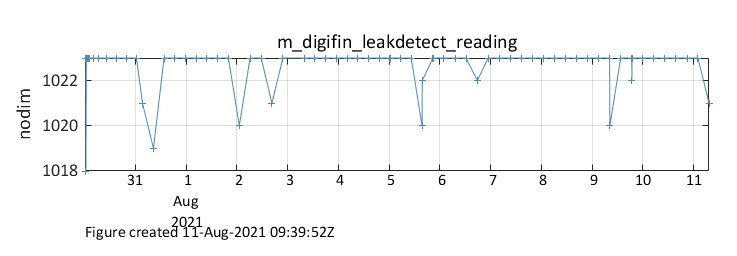 m_digifin_leakdetect_reading
1022
1020
1018
nodim
31 1 2 3 4 5 6 7 8 9 10 11
Aug
2021
Figure created 11-Aug-2021 09:39:52Z